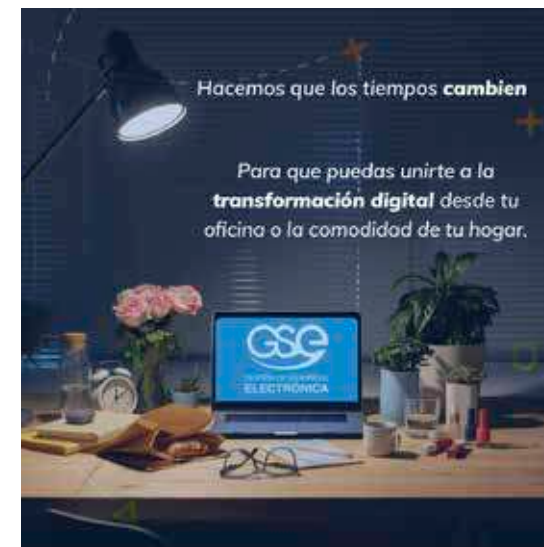 Hacemos que los tiempos cambien
Para que puedas unirte a la
transformación digital desde tu
oficina o la comodidad de tu hogar.
GSE
ELECTRÓNICA